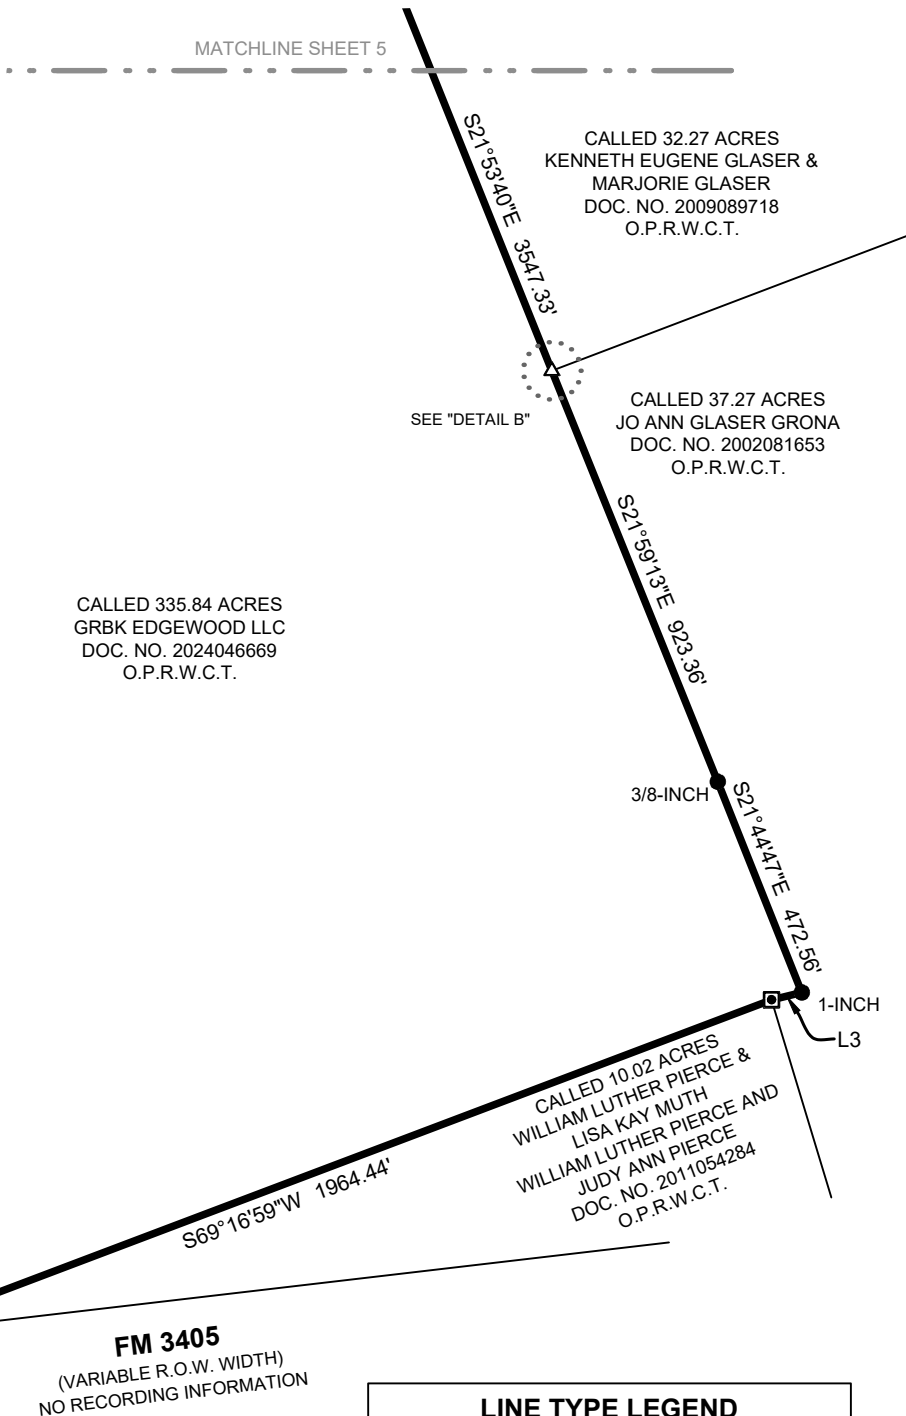 MATCHLINE SHEET 5
S21°53'40"E 3547.33'
CALLED 32.27 ACRES
KENNETH EUGENE GLASER &
MARJORIE GLASER
DOC. NO. 2009089718
O.P.R.W.C.T.
SEE "DETAIL B"
CALLED 37.27 ACRES
JO ANN GLASER GRONA
DOC. NO. 2002081653
O.P.R.W.C.T.
S21°59'13"E 923.36'
CALLED 335.84 ACRES
GRBK EDGEWOOD LLC
DOC. NO. 2024046669
O.P.R.W.C.T.
3/8-INCH
S21°44'47"E 472.56'
1-INCH
L3
CALLED 10.02 ACRES
WILLIAM LUTHER PIERCE &
LISA KAY MUTH
WILLIAM LUTHER PIERCE AND
JUDY ANN PIERCE
DOC. NO. 2011054284
O.P.R.W.C.T.
S69°16'59"W 1964.44'
FM 3405
(VARIABLE R.O.W. WIDTH)
NO RECORDING INFORMATION
LINE TYPE LEGEND